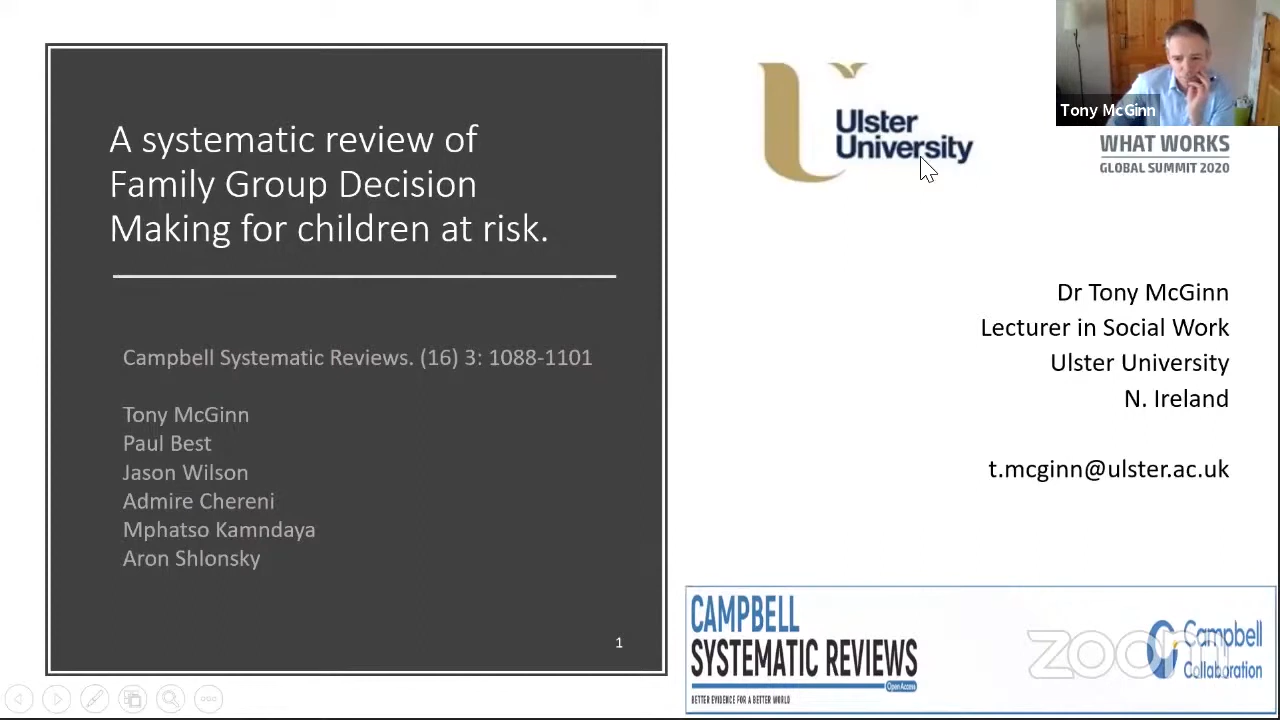 A systematic review of
Family Group Decision
Making for children at risk.
Campbell Systematic Reviews. (16) 3: 1088-1101
Tony McGinn
Paul Best
Jason Wilson
Admire Chereni
Mphatso Kamndaya
Aron Shlonsky
1
Ulster
University
Tony McGinn
WHAT WORKS
GLOBAL SUMMIT 2020
Dr Tony McGinn
Lecturer in Social Work
Ulster University
N. Ireland
t.mcginn@ulster.ac.uk
CAMPBELL
SYSTEMATIC REVIEWS
Open Access
BETTER EVIDENCE FOR A BETTER WORLD
zoom
Campbell
Collaboration